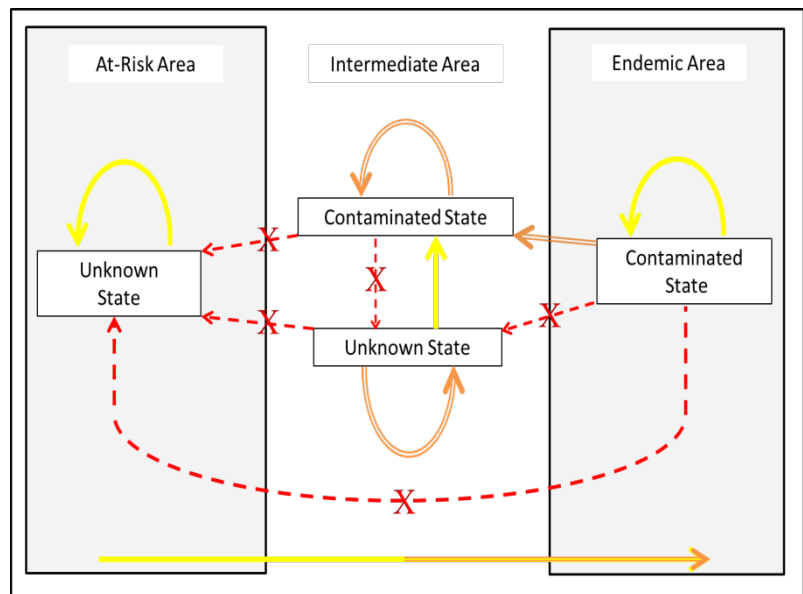 At-Risk Area
Intermediate Area
Endemic Area
Contaminated State
X
Unknown
State
X
Contaminated
State
X
X
Unknown State
X